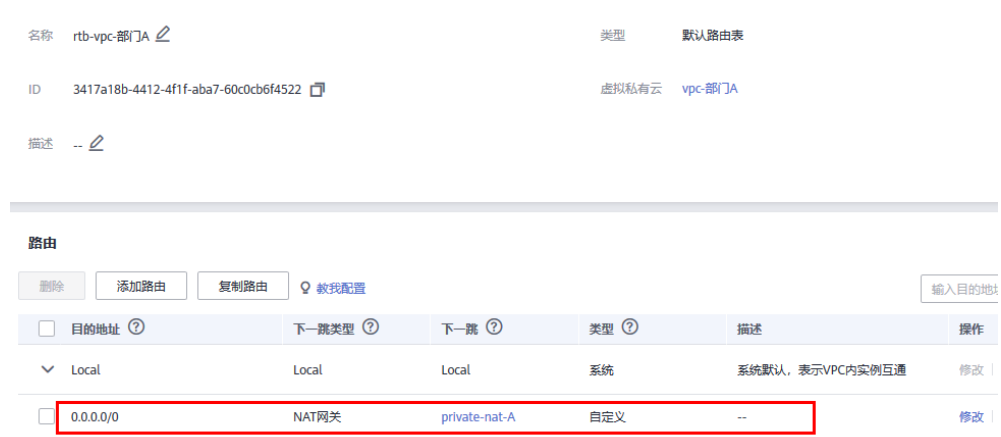 名称 rtb-vpc-部门A 类型 默认路由表
ID 3417a18b-4412-4f1f-aba7-60c0cb6f4522 虚拟私有云 vpc-部门A
描述 --
路由
删除 添加路由 复制路由 教我配置 输入目的地
目的地址 下一跳类型 下一跳 类型 描述 操作
Local Local Local 系统 系统默认，表示VPC内实例互通 修改
0.0.0.0/0 NAT网关 private-nat-A 自定义 -- 修改